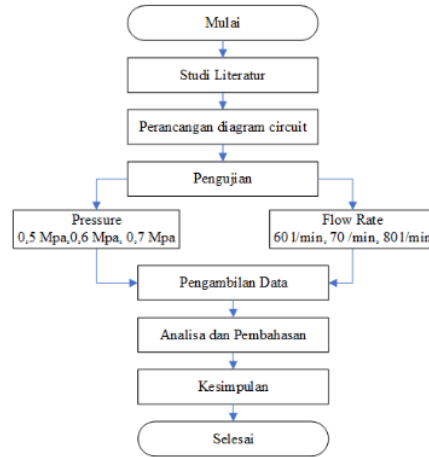 Mulai
Studi Literatur
Perancangan diagram circuit
Pengujian
Pressure
0,5 Mpa,0,6 Mpa, 0,7 Mpa
Flow Rate
60 l/min, 70 /min, 80 l/min
Pengambilan Data
Analisa dan Pembahasan
Kesimpulan
Selesai